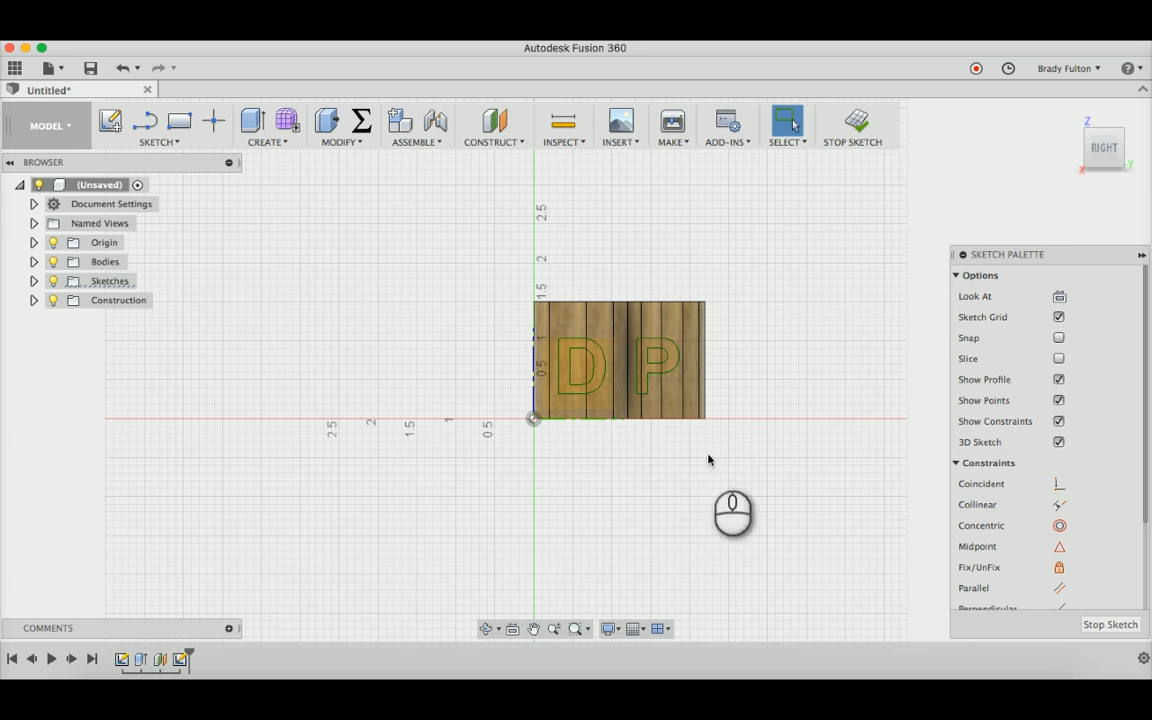 Autodesk Fusion 360
Brady Fulton
Untitled*
MODEL
SKETCH
CREATE
MODIFY
ASSEMBLE
CONSTRUCT
INSPECT
INSERT
MAKE
ADD-INS
SELECT
STOP SKETCH
BROWSER
(Unsaved)
Document Settings
Named Views
Origin
Bodies
Sketches
Construction
Z
RIGHT
X
Y
2.5
2
1.5
1
0.5
D P
2.5
2
1.5
1
0.5
SKETCH PALETTE
Options
Look At
Sketch Grid
Snap
Slice
Show Profile
Show Points
Show Constraints
3D Sketch
Constraints
Coincident
Collinear
Concentric
Midpoint
Fix/UnFix
Parallel
Perpendicular
Stop Sketch
COMMENTS